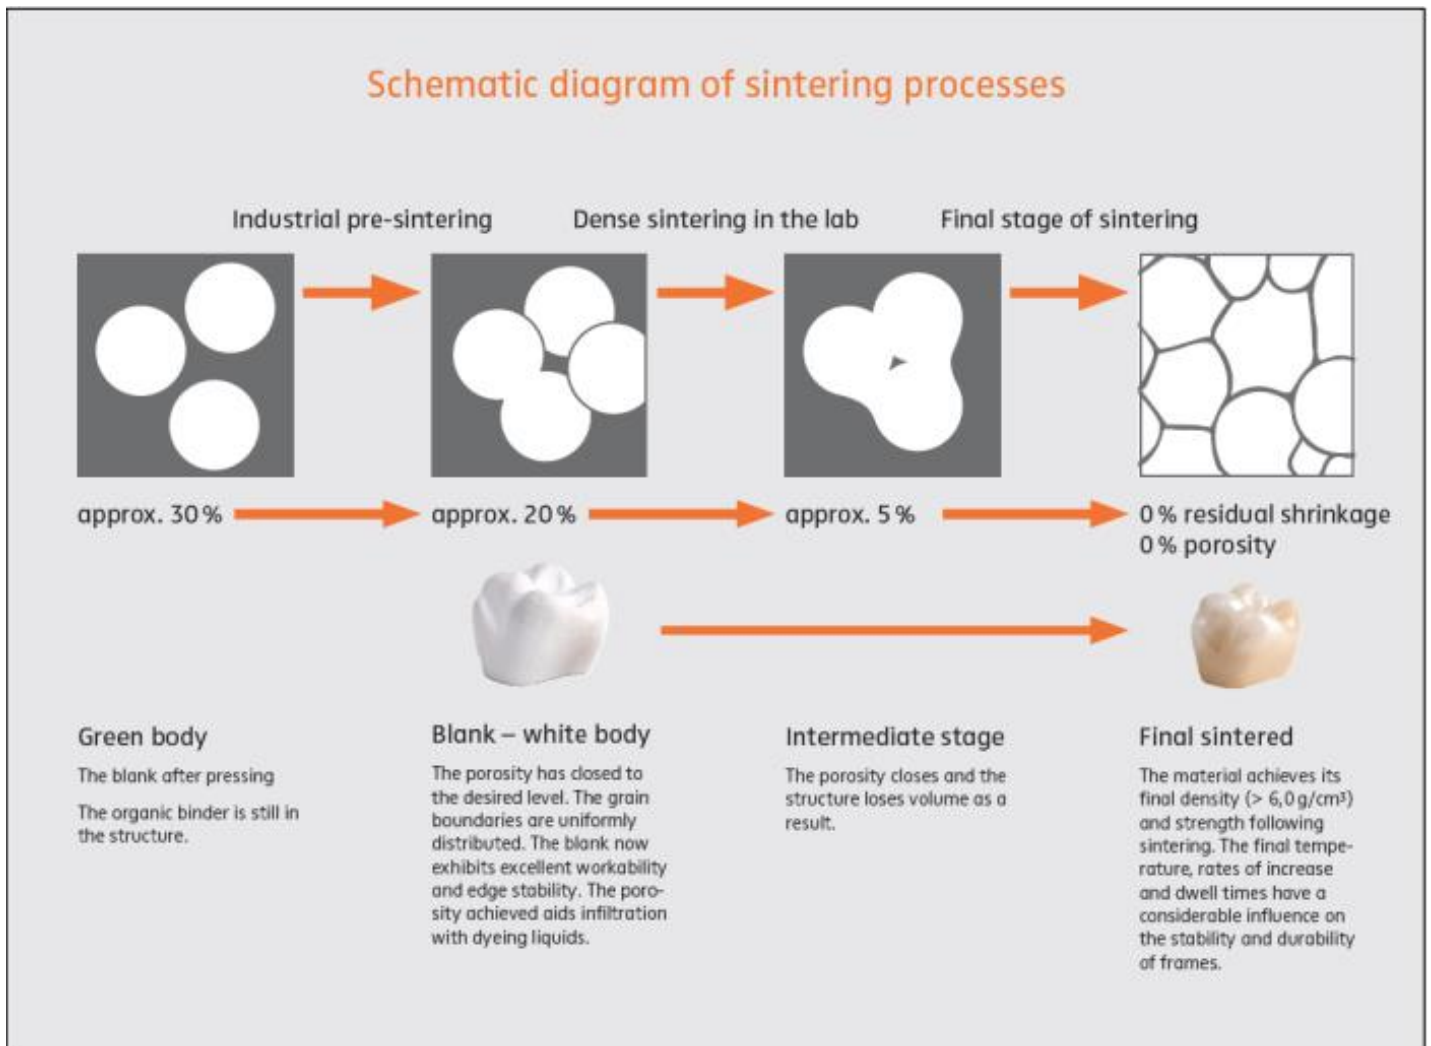 Schematic diagram of sintering processes
Industrial pre-sintering
Dense sintering in the lab
Final stage of sintering
approx. 30 %
approx. 20 %
approx. 5 %
0 % residual shrinkage
0 % porosity
Green body
The blank after pressing
The organic binder is still in
the structure.
Blank – white body
The porosity has closed to
the desired level. The grain
boundaries are uniformly
distributed. The blank now
exhibits excellent workability
and edge stability. The poro-
sity achieved aids infiltration
with dyeing liquids.
Intermediate stage
The porosity closes and the
structure loses volume as a
result.
Final sintered
The material achieves its
final density (> 6,0 g/cm³)
and strength following
sintering. The final tempe-
rature, rates of increase
and dwell times have a
considerable influence on
the stability and durability
of frames.